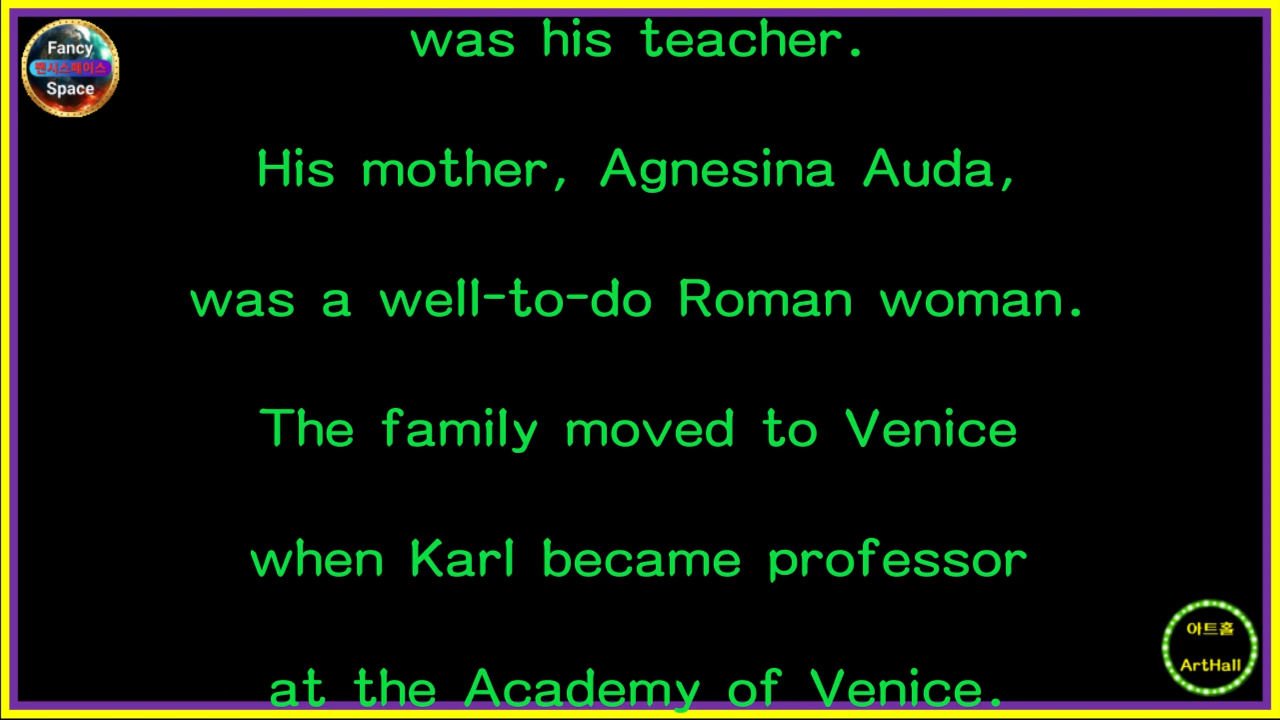 Fancy
팬시스페이스
Space
was his teacher.
His mother, Agnesina Auda,
was a well-to-do Roman woman.
The family moved to Venice
when Karl became professor
at the Academy of Venice.
아트홀
ArtHall